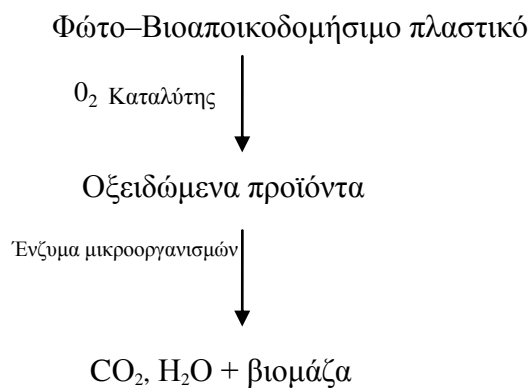 Φώτο–Βιοαποικοδομήσιμο πλαστικό
0₂ Καταλύτης
Οξειδώμενα προϊόντα
Ένζυμα μικροοργανισμών
CO₂, H₂O + βιομάζα